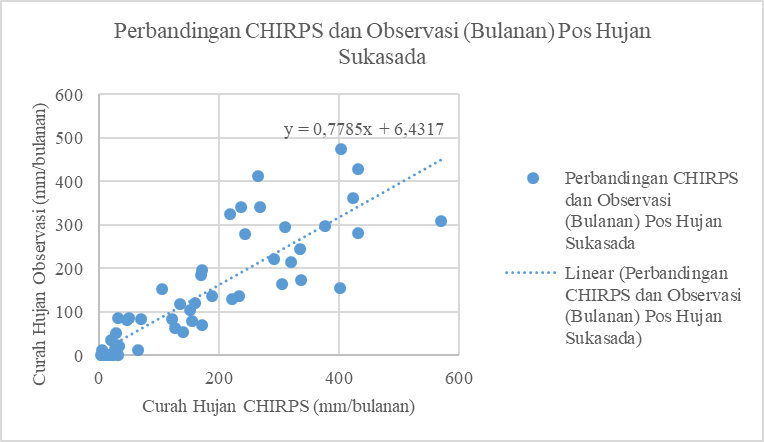 Perbandingan CHIRPS dan Observasi (Bulanan) Pos Hujan
Sukasada
Curah Hujan Observasi (mm/bulanan)
600
500
400
300
200
100
0
y = 0,7785x + 6,4317
0
200
400
600
Curah Hujan CHIRPS (mm/bulanan)
Perbandingan CHIRPS
dan Observasi
(Bulanan) Pos Hujan
Sukasada
Linear (Perbandingan
CHIRPS dan Observasi
(Bulanan) Pos Hujan
Sukasada)